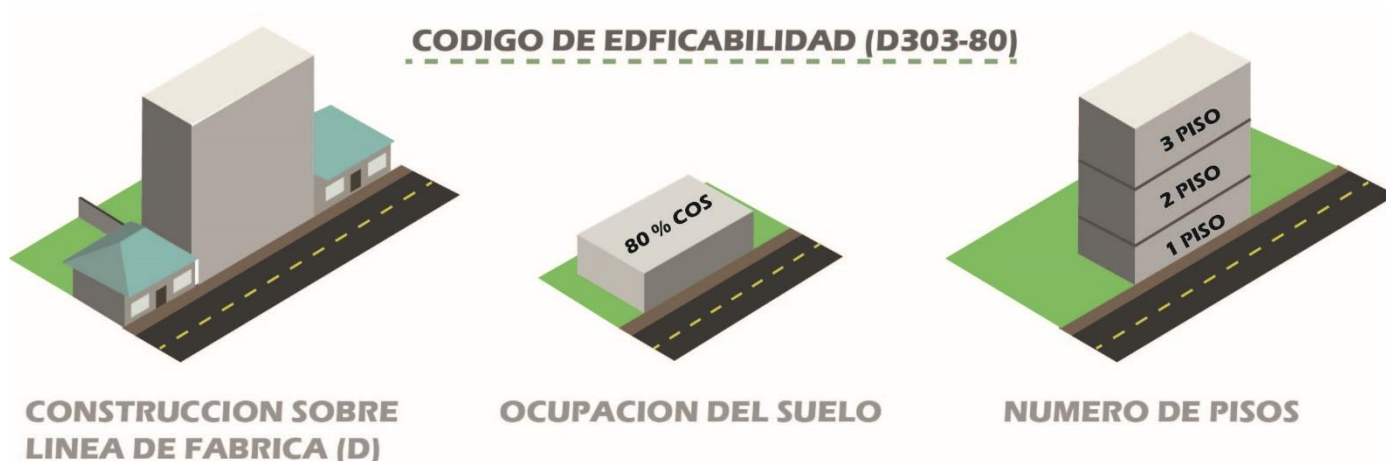 CODIGO DE EDFICABILIDAD (D303-80)
80 % COS
3 PISO
2 PISO
1 PISO
CONSTRUCCION SOBRE
LINEA DE FABRICA (D)
OCUPACION DEL SUELO
NUMERO DE PISOS